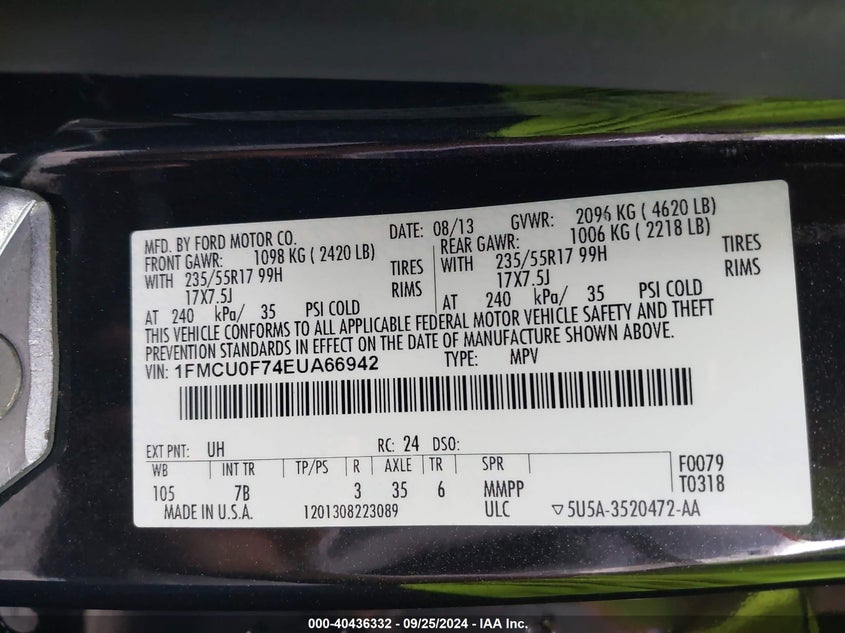 MFD. BY FORD MOTOR CO. DATE: 08/13 GVWR: 2096 KG ( 4620 LB)
FRONT GAWR: 1098 KG ( 2420 LB) REAR GAWR: 1006 KG ( 2218 LB)
WITH 235/55R17 99H TIRES WITH 235/55R17 99H TIRES
17X7.5J RIMS 17X7.5J RIMS
AT 240 kPa/ 35 PSI COLD AT 240 kPa/ 35 PSI COLD
THIS VEHICLE CONFORMS TO ALL APPLICABLE FEDERAL MOTOR VEHICLE SAFETY AND THEFT
PREVENTION STANDARDS IN EFFECT ON THE DATE OF MANUFACTURE SHOWN ABOVE.
VIN: 1FMCU0F74EUA66942 TYPE: MPV
EXT PNT: UH RC: 24 DSO:
WB INT TR TP/PS R AXLE TR SPR F0079
105 7B 3 35 6 MMPP T0318
MADE IN U.S.A. 1201308223089 ULC ▽5U5A-3520472-AA
000-40436332 - 09/25/2024 - IAA Inc.